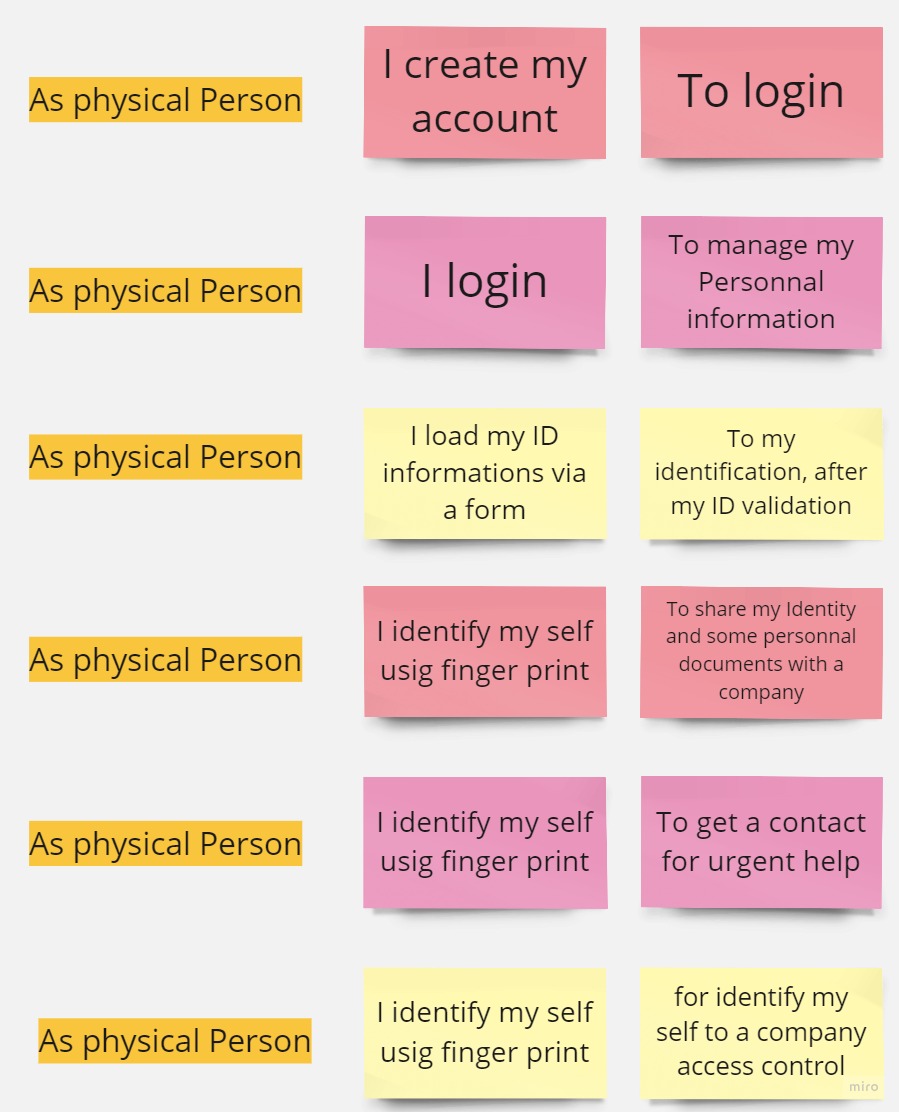 As physical Person
I create my
account
To login
As physical Person
I login
To manage my
Personnal
information
As physical Person
I load my ID
informations via
a form
To my
identification, after
my ID validation
As physical Person
I identify my self
usig finger print
To share my Identity
and some personnal
documents with a
company
As physical Person
I identify my self
usig finger print
To get a contact
for urgent help
As physical Person
I identify my self
usig finger print
for identify my
self to a company
access control
miro